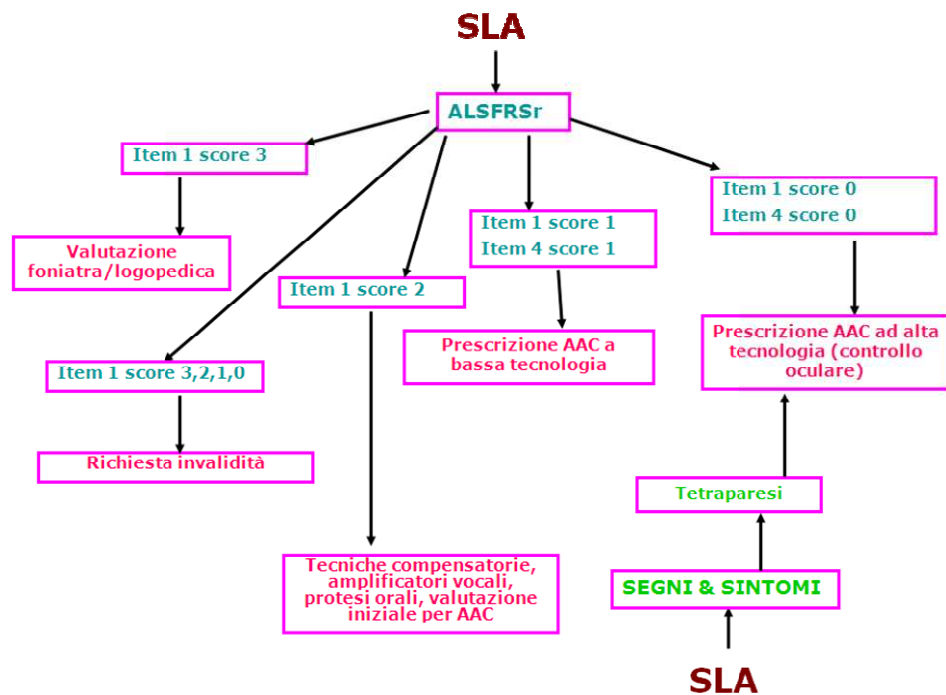 SLA
ALSFRSr
Item 1 score 3
Item 1 score 0
Item 4 score 0
Item 1 score 1
Item 4 score 1
Valutazione
foniatra/logopedica
Item 1 score 2
Prescrizione AAC ad alta
tecnologia (controllo
oculare)
Prescrizione AAC a
bassa tecnologia
Item 1 score 3,2,1,0
Richiesta invalidità
Tetraparesi
Tecniche compensatorie,
amplificatori vocali,
protesi orali, valutazione
iniziale per AAC
SEGNI & SINTOMI
SLA